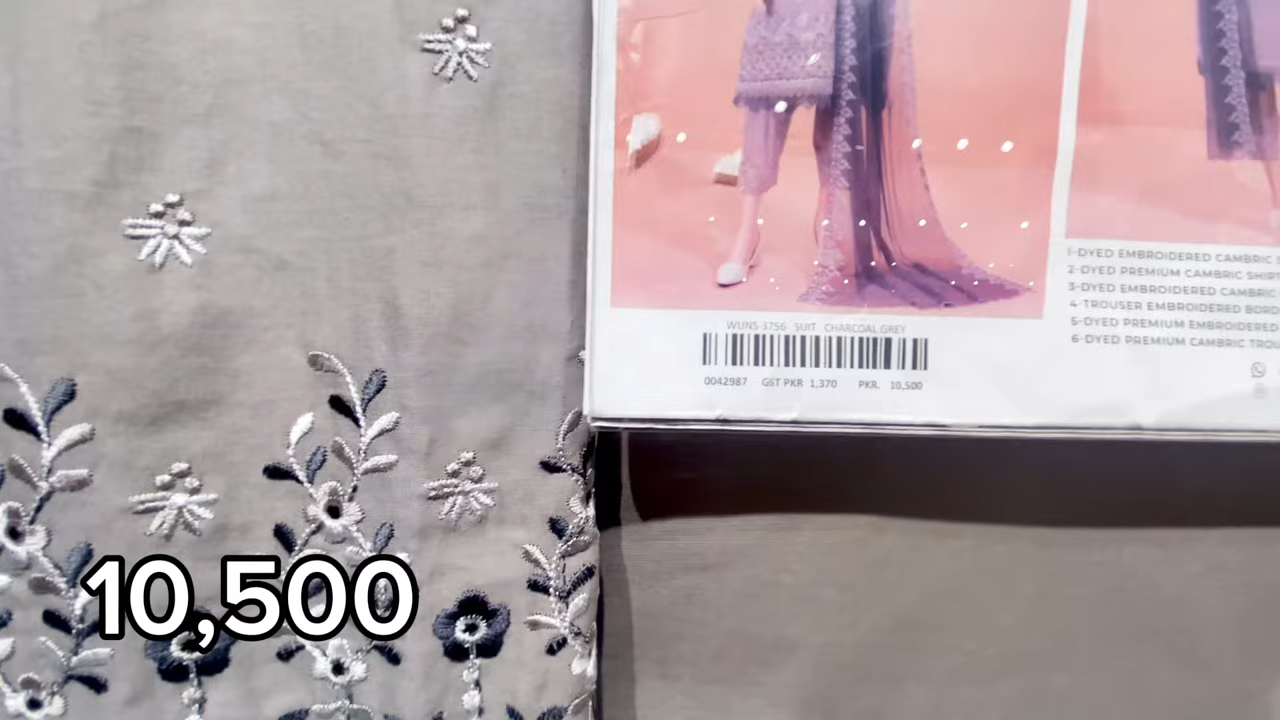 WUNS-3756 SUIT CHARCOAL GREY
0042987 GST PKR 1,370 PKR. 10,500
1-DYED EMBROIDERED CAMBRIC
2-DYED PREMIUM CAMBRIC SHIR
3-DYED EMBROIDERED CAMBRIC
4-TROUSER EMBROIDERED BORD
5-DYED PREMIUM EMBROIDERED
6-DYED PREMIUM CAMBRIC TROU
10,500